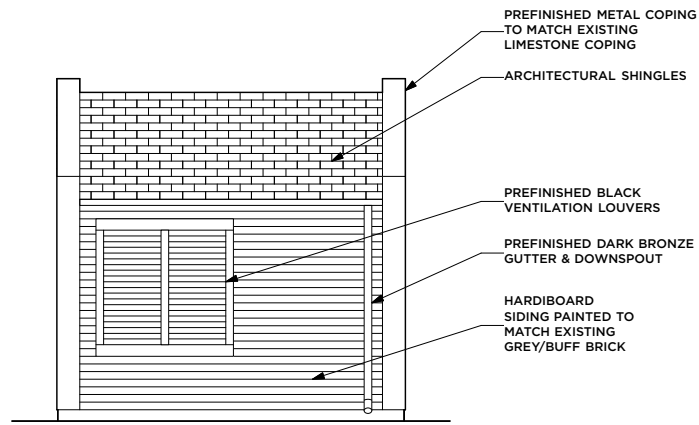 PREFINISHED METAL COPING
TO MATCH EXISTING
LIMESTONE COPING
ARCHITECTURAL SHINGLES
PREFINISHED BLACK
VENTILATION LOUVERS
PREFINISHED DARK BRONZE
GUTTER & DOWNSPOUT
HARDIBOARD
SIDING PAINTED TO
MATCH EXISTING
GREY/BUFF BRICK